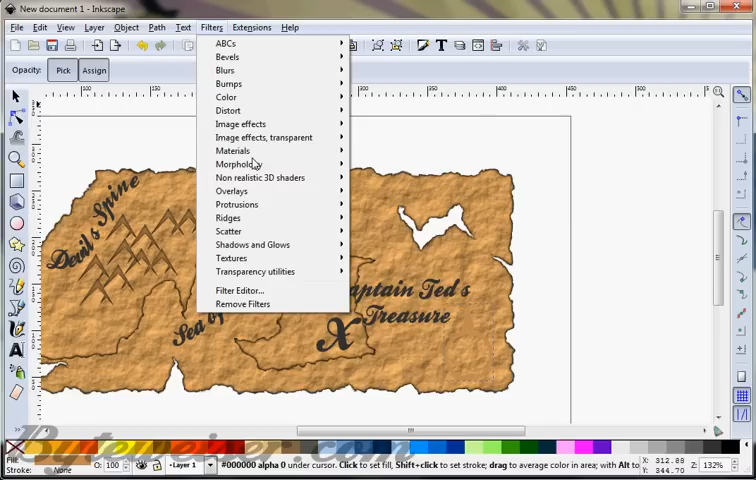 New document 1 - Inkscape
File Edit View Layer Object Path Text Filters Extensions Help
ABCs
Bevels
Blurs
Bumps
Color
Distort
Image effects
Image effects, transparent
Materials
Morphology
Non realistic 3D shaders
Overlays
Protrusions
Ridges
Scatter
Shadows and Glows
Textures
Transparency utilities
Filter Editor...
Remove Filters
Opacity: Pick Assign
Devil's Spine
Sea of
Captain Ted's
Treasure
X
Byteweiser.com
Fill:
Stroke: None
O: 100
Layer 1
#000000 alpha 0 under cursor. Click to set fill, Shift+click to set stroke; drag to average color in area; with Alt to
X: 312.88
Y: 344.70
Z: 132%